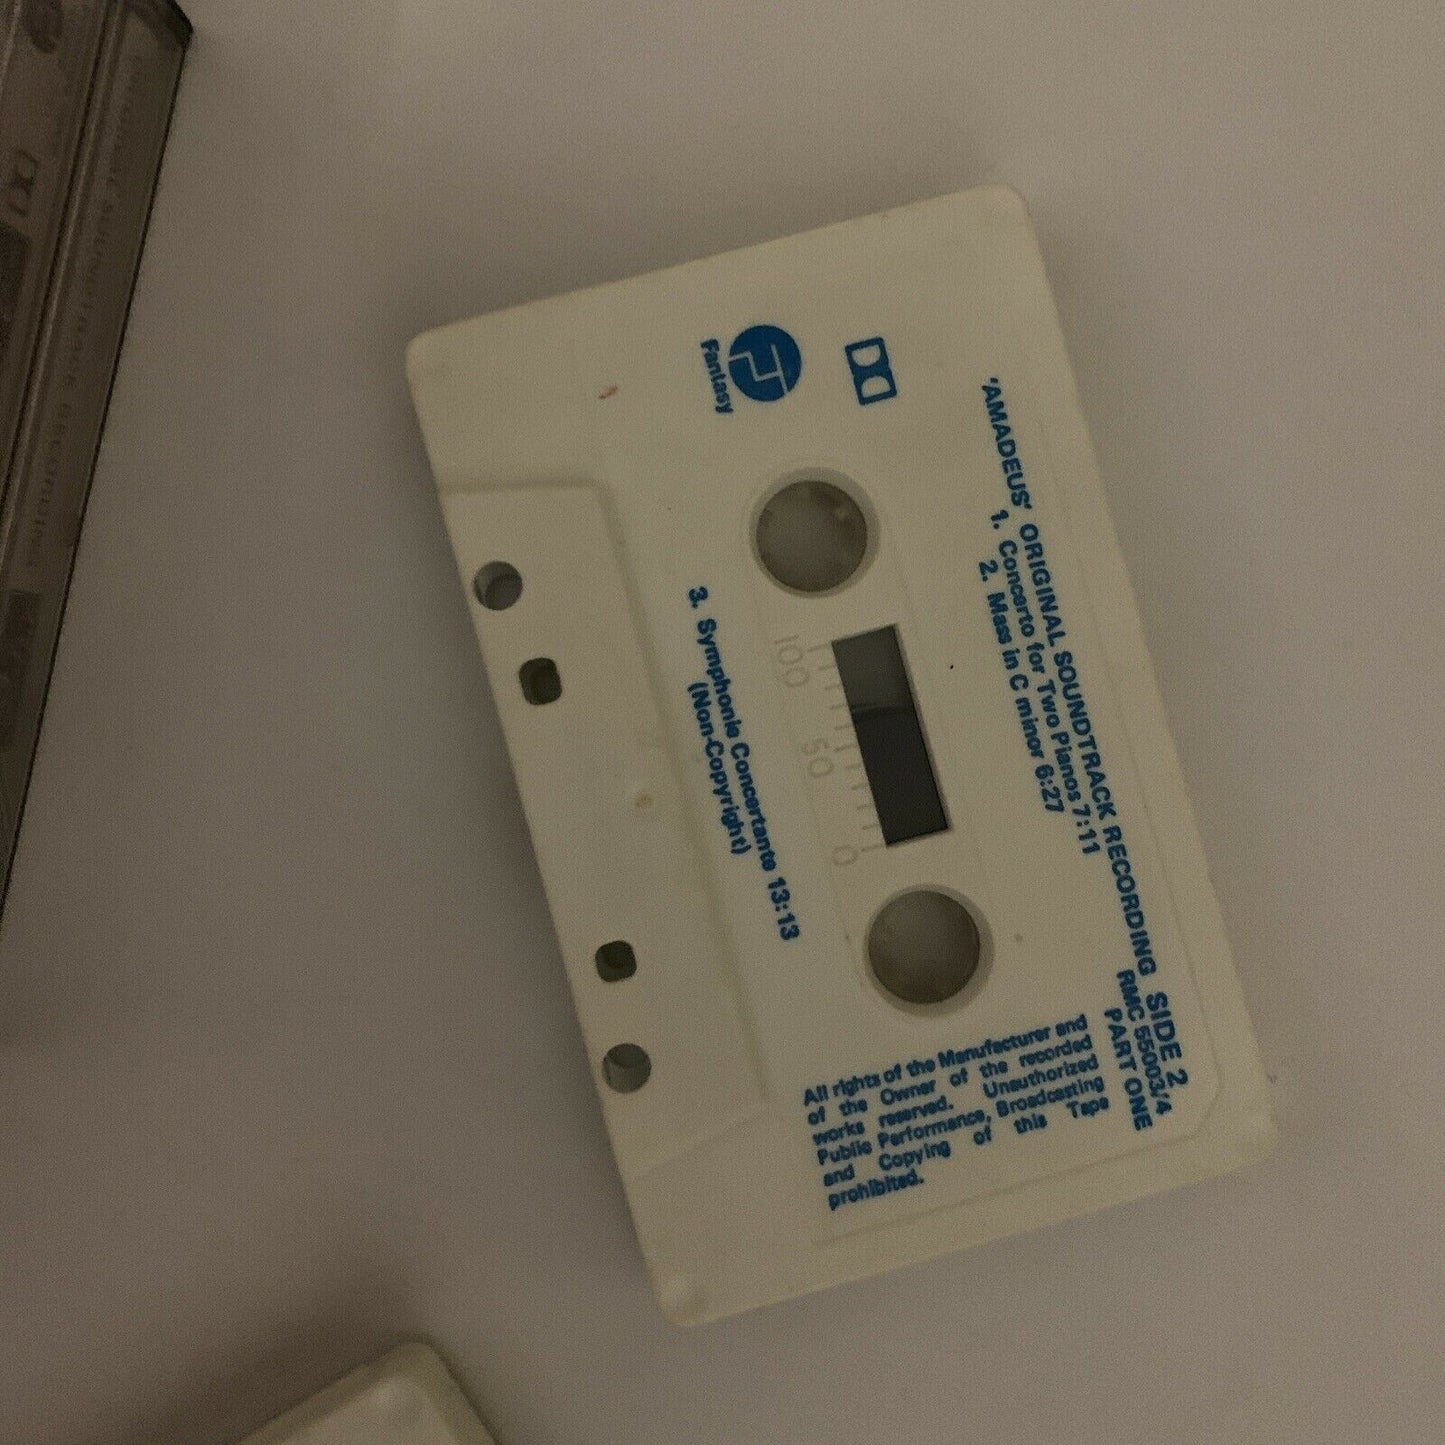 'AMADEUS' ORIGINAL SOUNDTRACK RECORDING SIDE 2
1. Concerto for Two Pianos 7:11
RMC 55003/4
2. Mass in C minor 6:27
PART ONE
Fantasy
100 50 0
3. Symphonie Concertante 13:13
(Non-Copyright)
All rights of the Manufacturer and
of the Owner of the recorded
works reserved. Unauthorized
Public Performance, Broadcasting
and Copying of this Tape
prohibited.